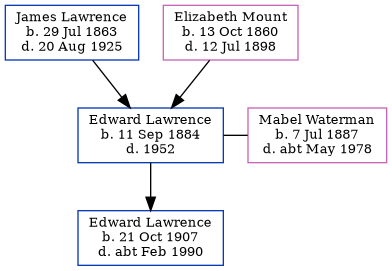 James Lawrence
b. 29 Jul 1863
d. 20 Aug 1925
Elizabeth Mount
b. 13 Oct 1860
d. 12 Jul 1898
Edward Lawrence
b. 11 Sep 1884
d. 1952
Mabel Waterman
b. 7 Jul 1887
d. abt May 1978
Edward Lawrence
b. 21 Oct 1907
d. abt Feb 1990